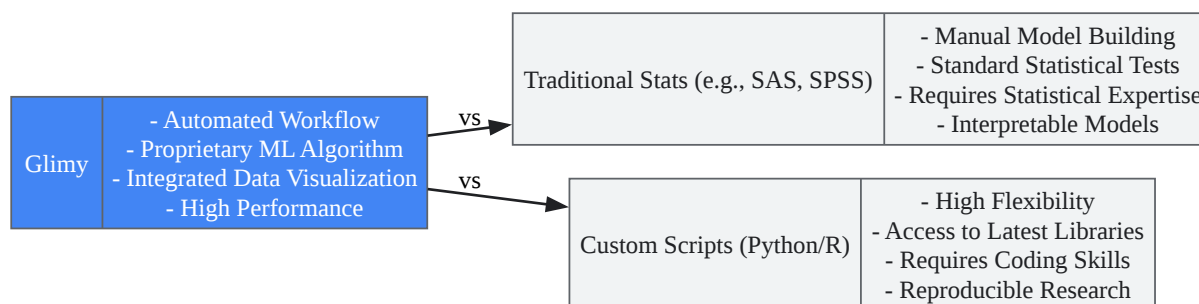 Glimy
- Automated Workflow
- Proprietary ML Algorithm
- Integrated Data Visualization
- High Performance
vs
Traditional Stats (e.g., SAS, SPSS)
- Manual Model Building
- Standard Statistical Tests
- Requires Statistical Expertise
- Interpretable Models
vs
Custom Scripts (Python/R)
- High Flexibility
- Access to Latest Libraries
- Requires Coding Skills
- Reproducible Research